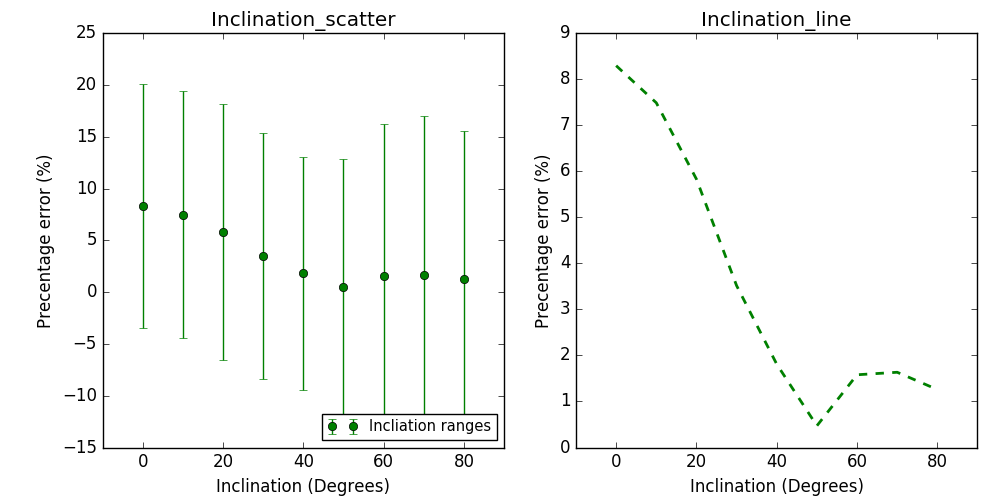 Inclination_scatter
25
20
15
10
5
0
−5
−10
−15
0 20 40 60 80
Precentage error (%)
Inclination (Degrees)
Incliation ranges
Inclination_line
9
8
7
6
5
4
3
2
1
0
0 20 40 60 80
Precentage error (%)
Inclination (Degrees)